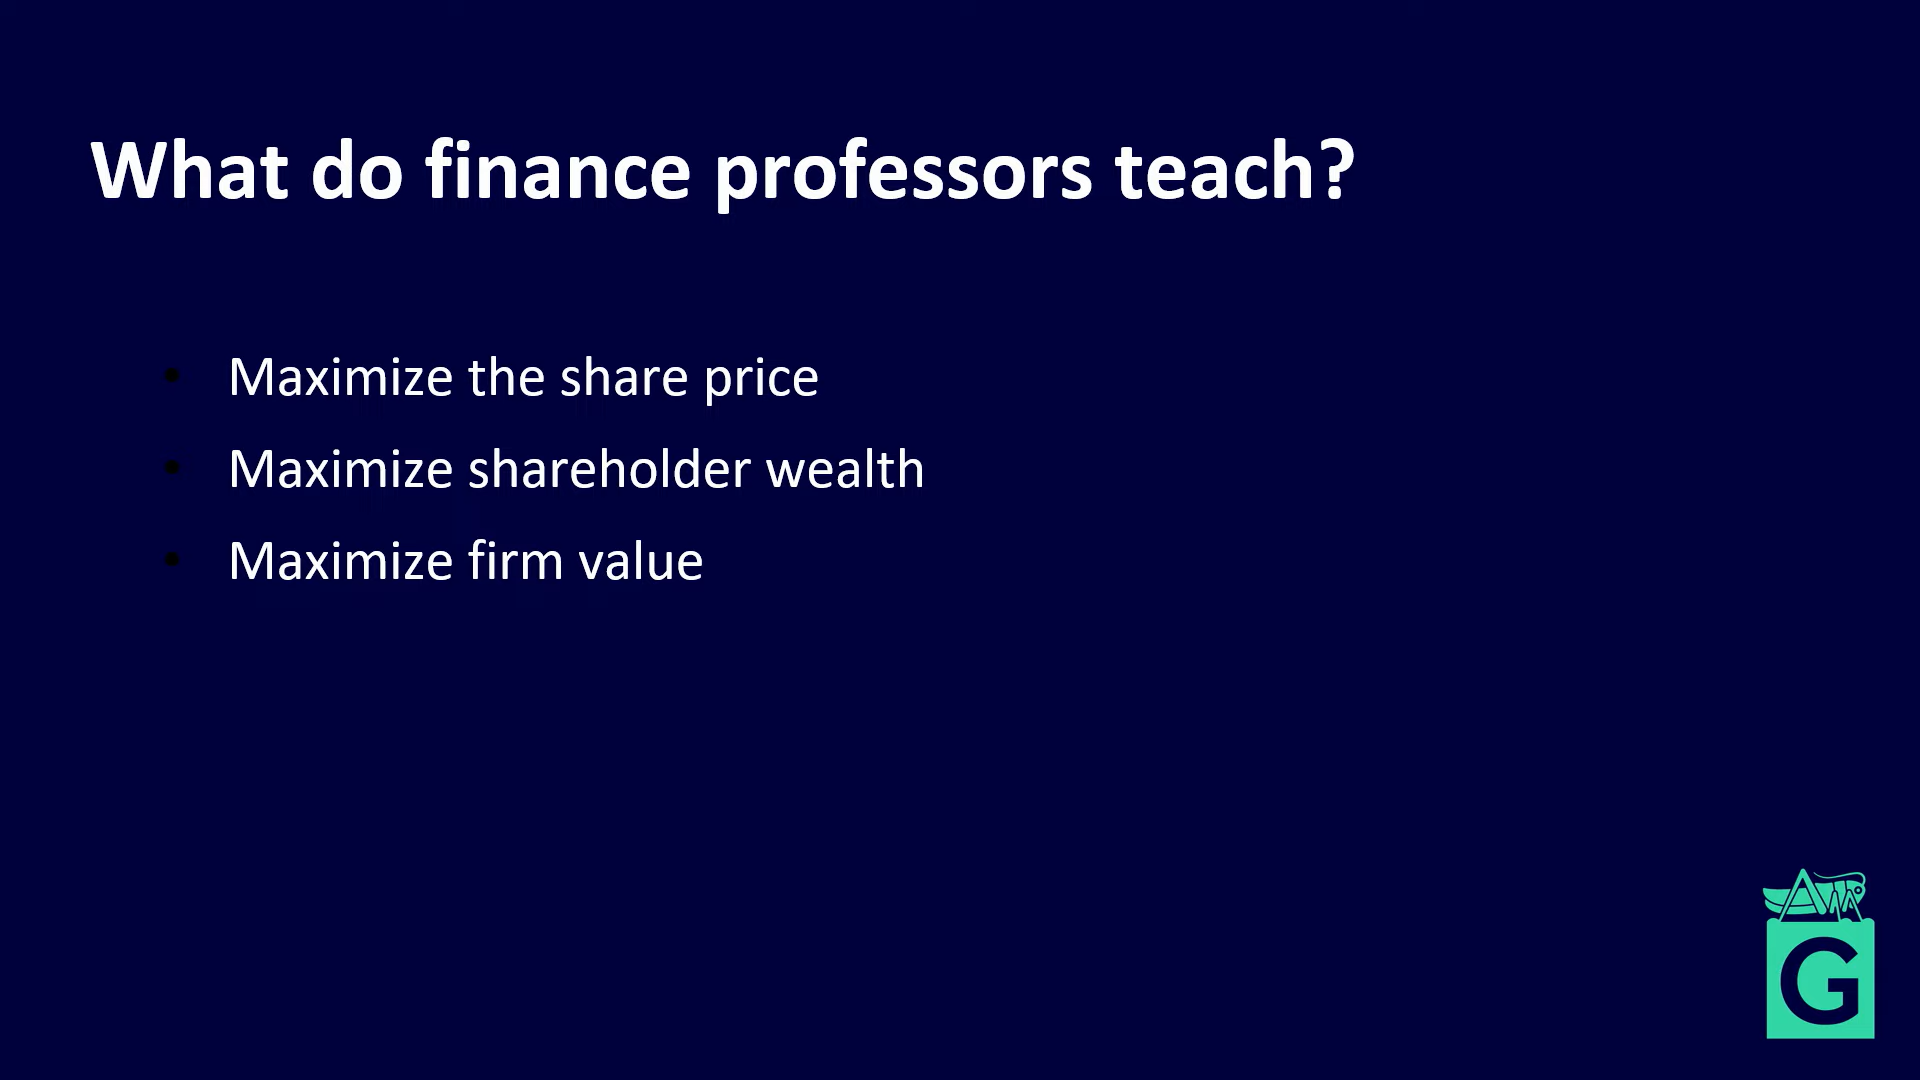 What do finance professors teach?
• Maximize the share price
• Maximize shareholder wealth
• Maximize firm value
G